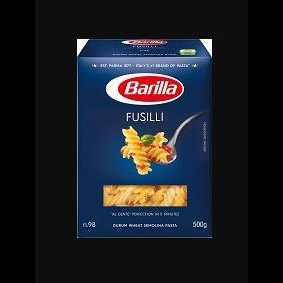 EST. PARMA 1877 • ITALY'S #1 BRAND OF PASTA*
Barilla
FUSILLI
"AL DENTE" PERFECTION IN 11 MINUTES
n.98 DURUM WHEAT SEMOLINA PASTA 500g